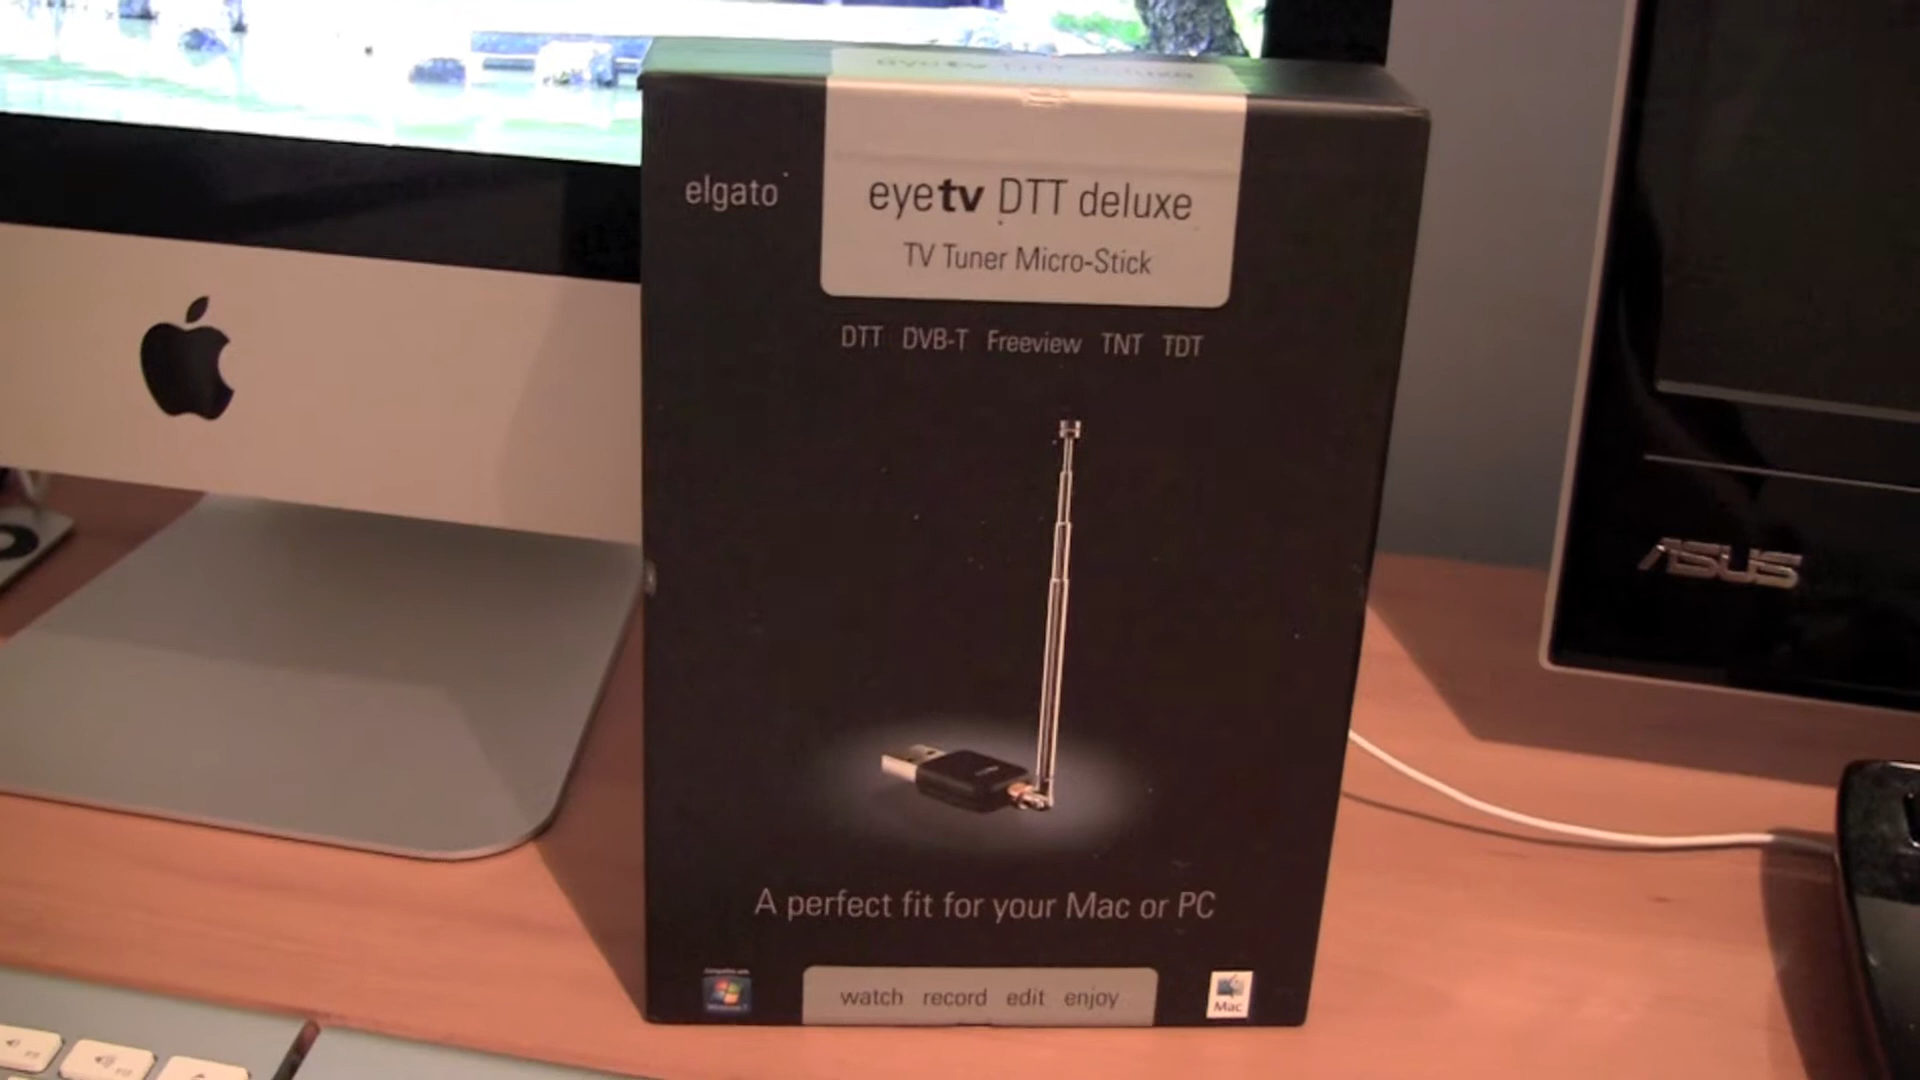 elgato
eyetv DTT deluxe
TV Tuner Micro-Stick
DTT DVB-T Freeview TNT TDT
ASUS
A perfect fit for your Mac or PC
watch record edit enjoy
Mac